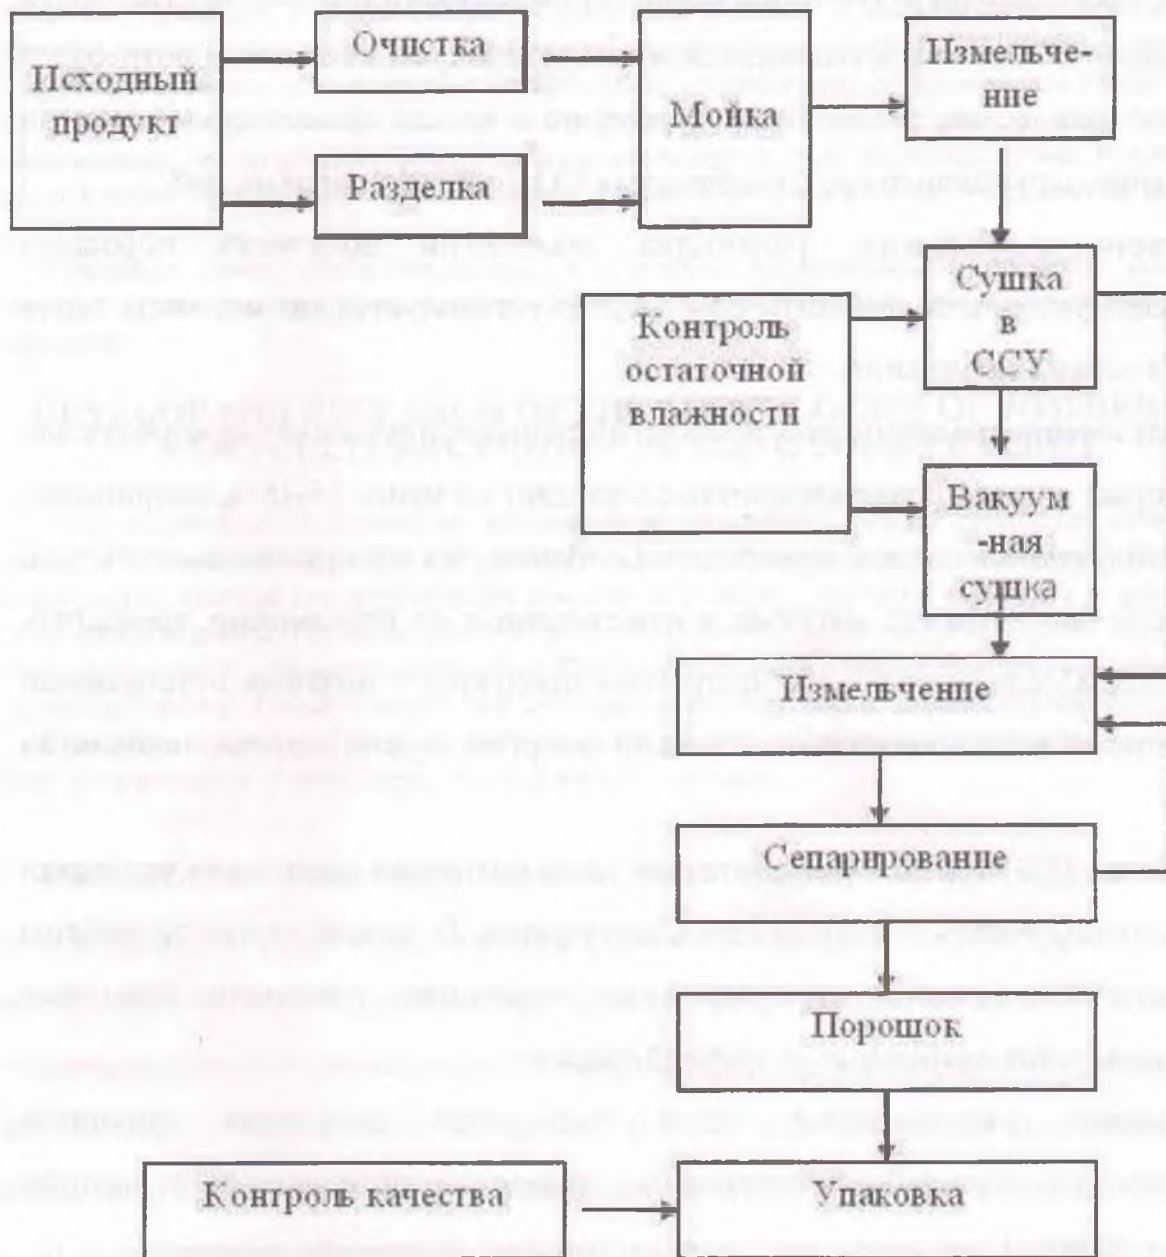 Исходный
продукт
Очистка
Разделка
Мойка
Измельче-
ние
Сушка
в
ССУ
Контроль
остаточной
влажности
Вакуум
-ная
сушка
Измельчение
Сепарирование
Порошок
Контроль качества
Упаковка